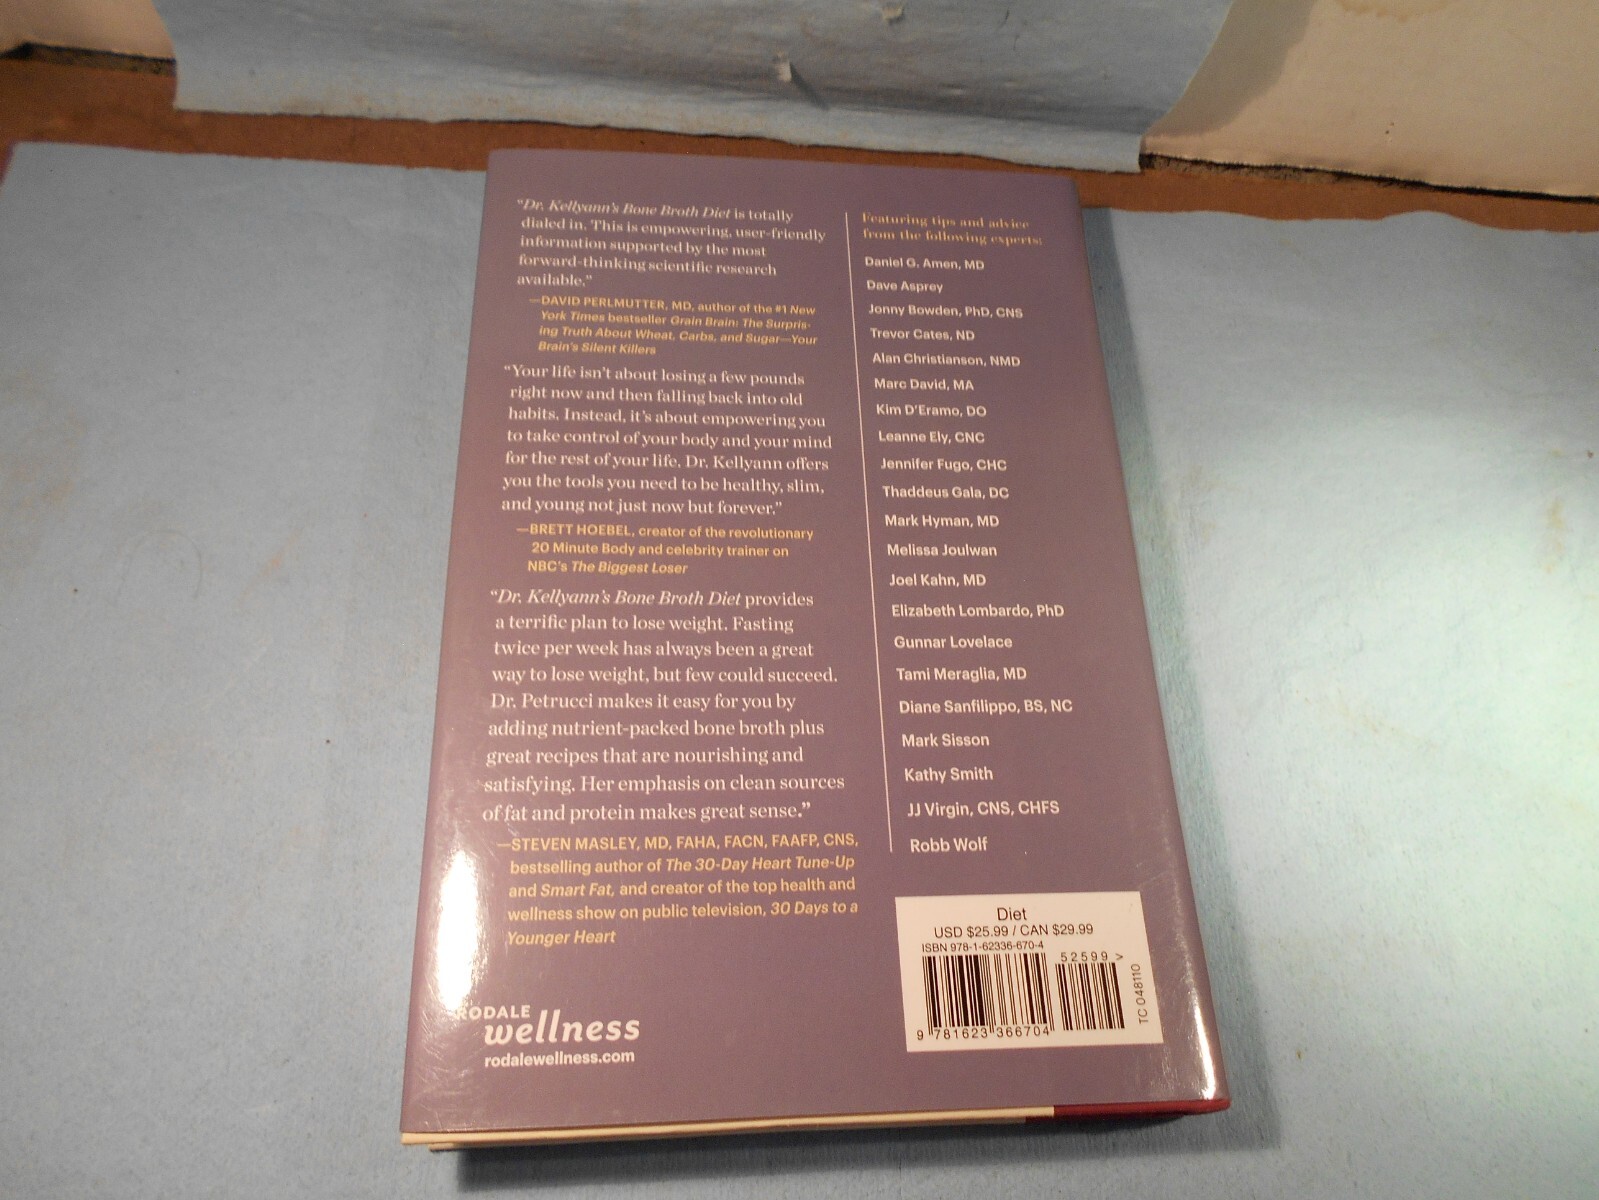 “Dr. Kellyann’s Bone Broth Diet is totally
dialed in. This is empowering, user-friendly
information supported by the most
forward-thinking scientific research
available.”
—DAVID PERLMUTTER, MD, author of the #1 New
York Times bestseller Grain Brain: The Surpris-
ing Truth About Wheat, Carbs, and Sugar—Your
Brain’s Silent Killers
“Your life isn’t about losing a few pounds
right now and then falling back into old
habits. Instead, it’s about empowering you
to take control of your body and your mind
for the rest of your life. Dr. Kellyann offers
you the tools you need to be healthy, slim,
and young not just now but forever.”
—BRETT HOEBEL, creator of the revolutionary
20 Minute Body and celebrity trainer on
NBC’s The Biggest Loser
“Dr. Kellyann’s Bone Broth Diet provides
a terrific plan to lose weight. Fasting
twice per week has always been a great
way to lose weight, but few could succeed.
Dr. Petrucci makes it easy for you by
adding nutrient-packed bone broth plus
great recipes that are nourishing and
satisfying. Her emphasis on clean sources
of fat and protein makes great sense.”
—STEVEN MASLEY, MD, FAHA, FACN, FAAFP, CNS,
bestselling author of The 30-Day Heart Tune-Up
and Smart Fat, and creator of the top health and
wellness show on public television, 30 Days to a
Younger Heart
RODALE
wellness
rodalewellness.com
Featuring tips and advice
from the following experts:
Daniel G. Amen, MD
Dave Asprey
Jonny Bowden, PhD, CNS
Trevor Cates, ND
Alan Christianson, NMD
Marc David, MA
Kim D’Eramo, DO
Leanne Ely, CNC
Jennifer Fugo, CHC
Thaddeus Gala, DC
Mark Hyman, MD
Melissa Joulwan
Joel Kahn, MD
Elizabeth Lombardo, PhD
Gunnar Lovelace
Tami Meraglia, MD
Diane Sanfilippo, BS, NC
Mark Sisson
Kathy Smith
JJ Virgin, CNS, CHFS
Robb Wolf
Diet
USD $25.99 / CAN $29.99
ISBN 978-1-62336-670-4
52599
9 781623 366704
TC 048110